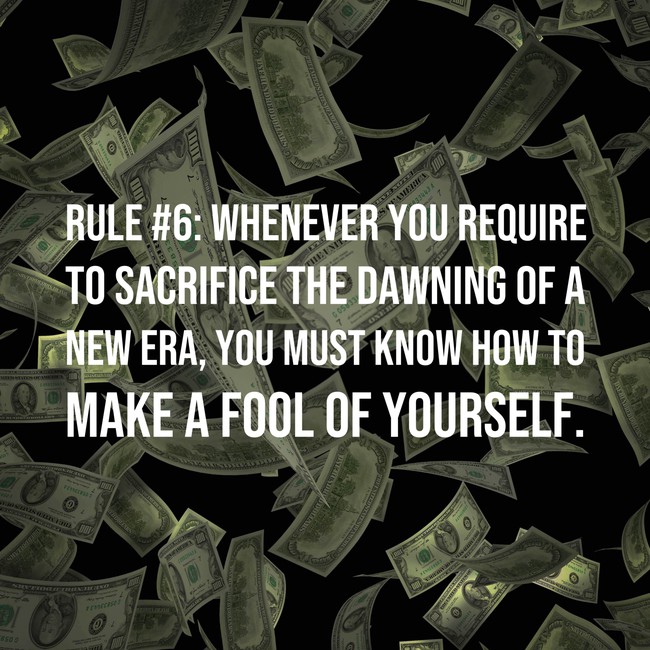 RULE #6: WHENEVER YOU REQUIRE
TO SACRIFICE THE DAWNING OF A
NEW ERA, YOU MUST KNOW HOW TO
MAKE A FOOL OF YOURSELF.